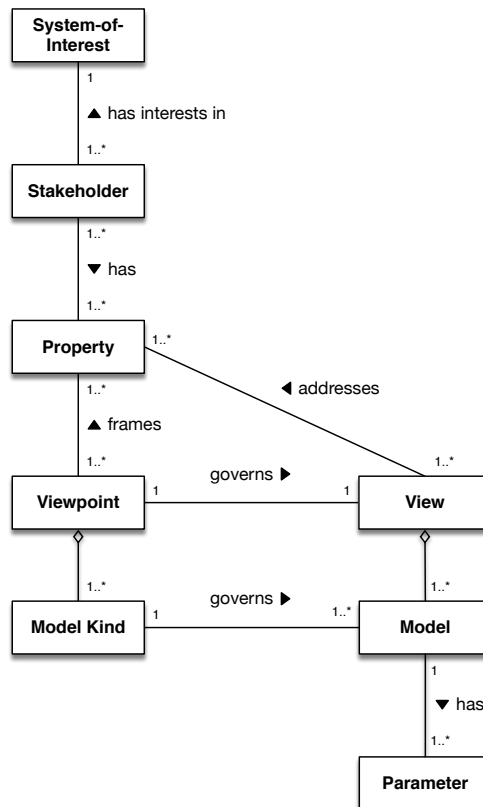 System-of-
Interest
1
▲ has interests in
1..*
Stakeholder
1..*
▼ has
1..*
Property
1..*
1..*
◀ addresses
▲ frames
1..*
1..*
governs ▶
Viewpoint
1
1
View
1..*
1..*
governs ▶
Model Kind
1
1..*
Model
1
▼ has
1..*
Parameter